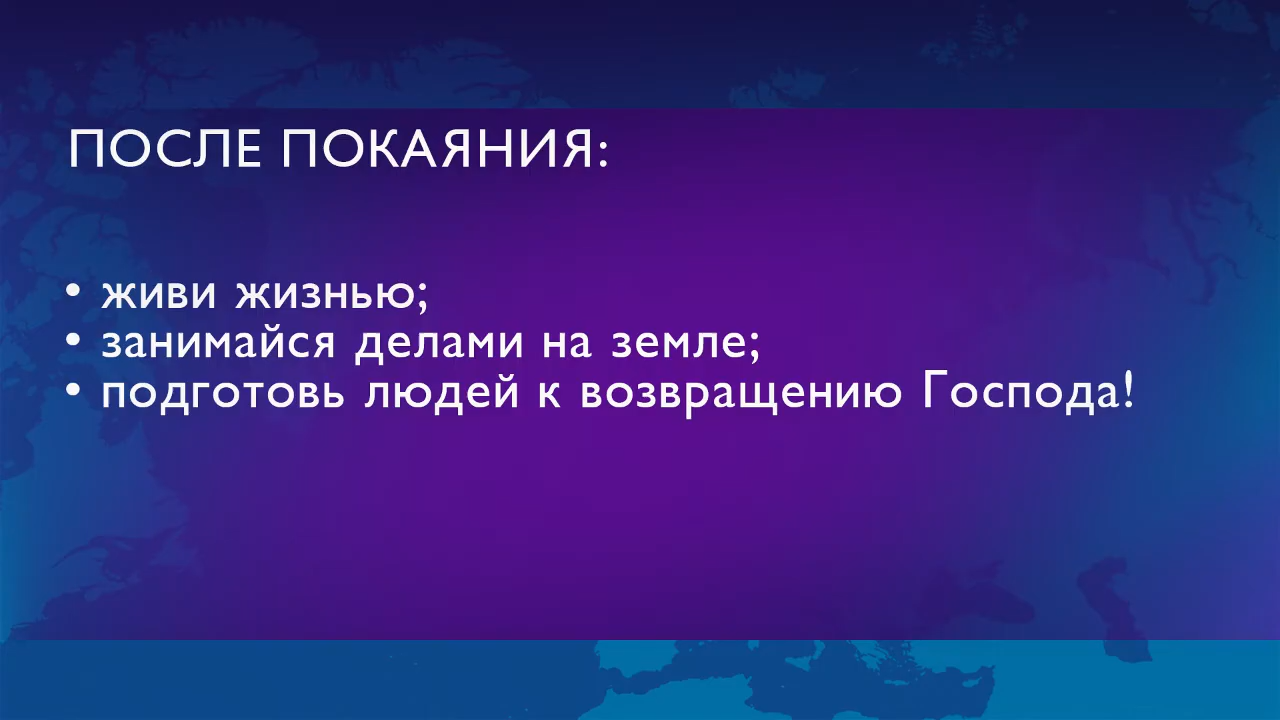 ПОСЛЕ ПОКАЯНИЯ:
• живи жизнью;
• занимайся делами на земле;
• подготовь людей к возвращению Господа!